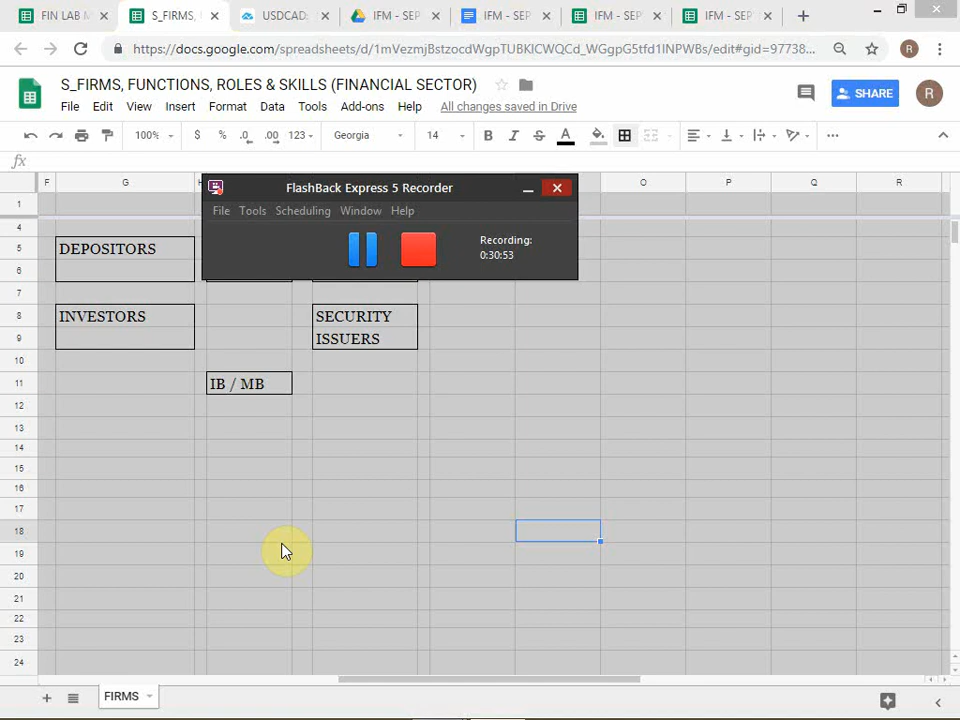 FIN LAB M
S_FIRMS,
USDCAD:
IFM - SEP
IFM - SEP
IFM - SEP
IFM - SEP
https://docs.google.com/spreadsheets/d/1mVezmjBstzocdWgpTUBKlCWQCd_WGgpG5tfd1INPWBs/edit#gid=97738...
R
S_FIRMS, FUNCTIONS, ROLES & SKILLS (FINANCIAL SECTOR)
SHARE
R
File Edit View Insert Format Data Tools Add-ons Help All changes saved in Drive
100% $ % .0 .00 123 Georgia 14 B I S A
fx
F G O P Q R
FlashBack Express 5 Recorder
File Tools Scheduling Window Help
Recording:
0:30:53
1
4
5 DEPOSITORS
6
7
8 INVESTORS SECURITY
9 ISSUERS
10
11 IB / MB
12
13
14
15
16
17
18
19
20
21
22
23
24
FIRMS